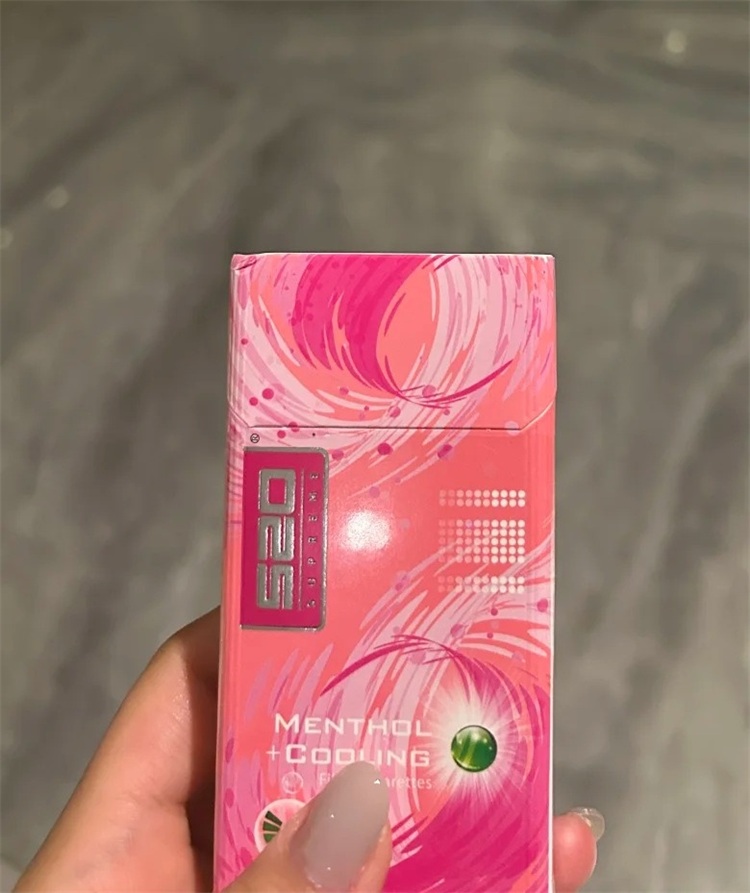 ®
520
SUPREME
MENTHOL
+COOLING